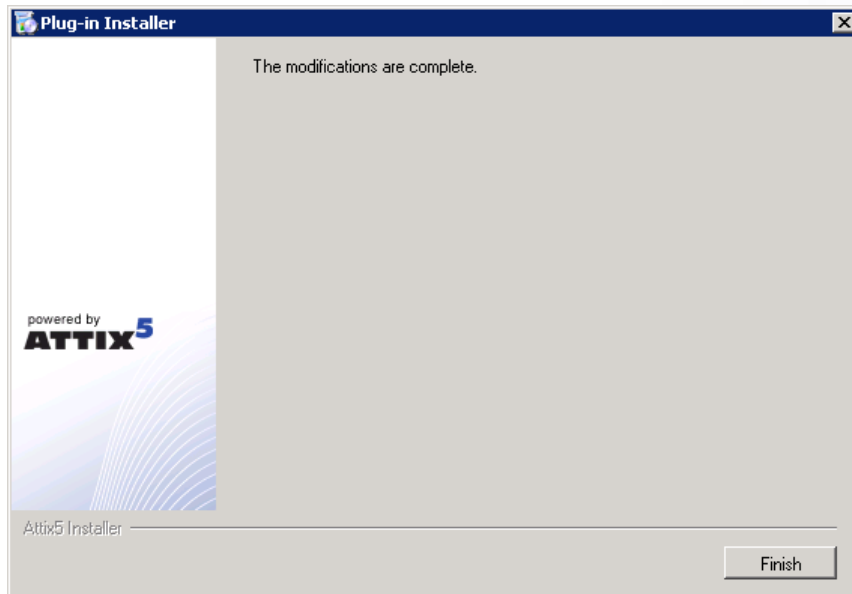 Plug-in Installer
The modifications are complete.
powered by
ATTIX5
Attix5 Installer
Finish